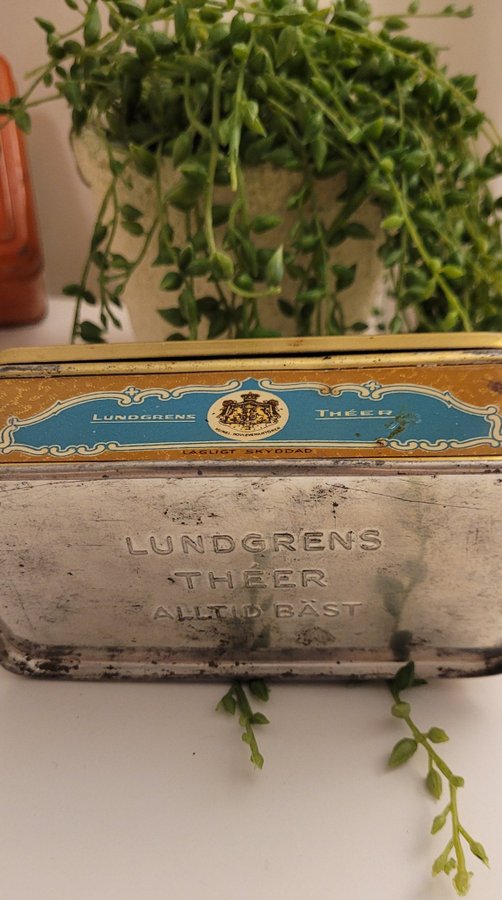 LUNDGRENS THÉER
LAGLIGT SKYDDAD
LUNDGRENS
THÉER
ALLTID BÄST